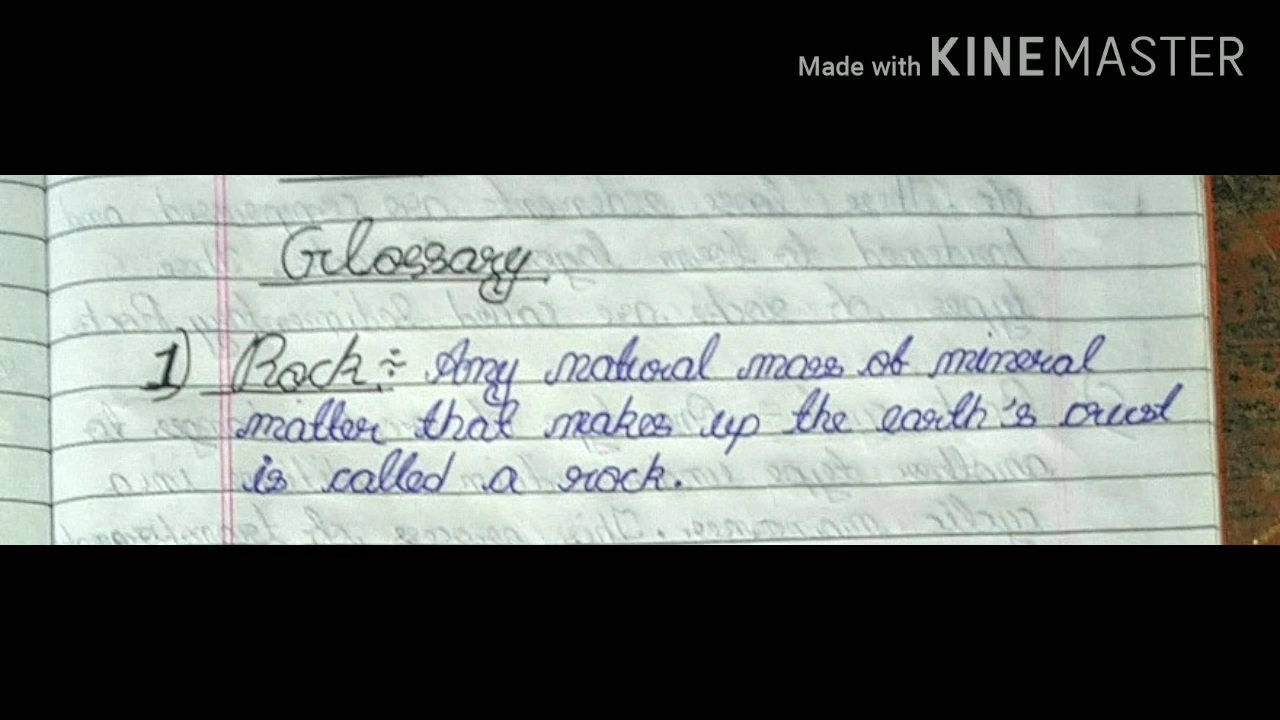 Made with KINEMASTER
Glossary
1) Rock :- Any natural mass of mineral
matter that makes up the earth's crust
is called a rock.